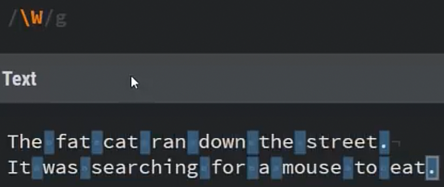 /\W/g
Text
The fat cat ran down the street.
It was searching for a mouse to eat.